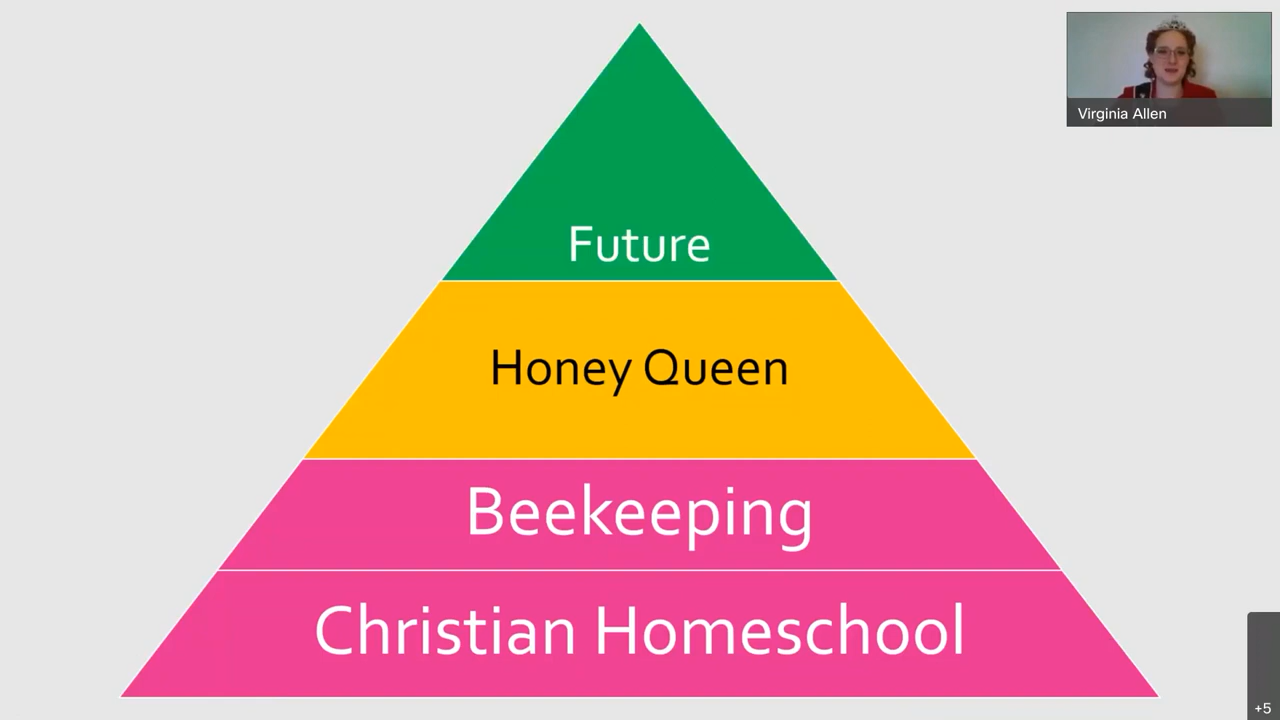 Virginia Allen
Future
Honey Queen
Beekeeping
Christian Homeschool
+5